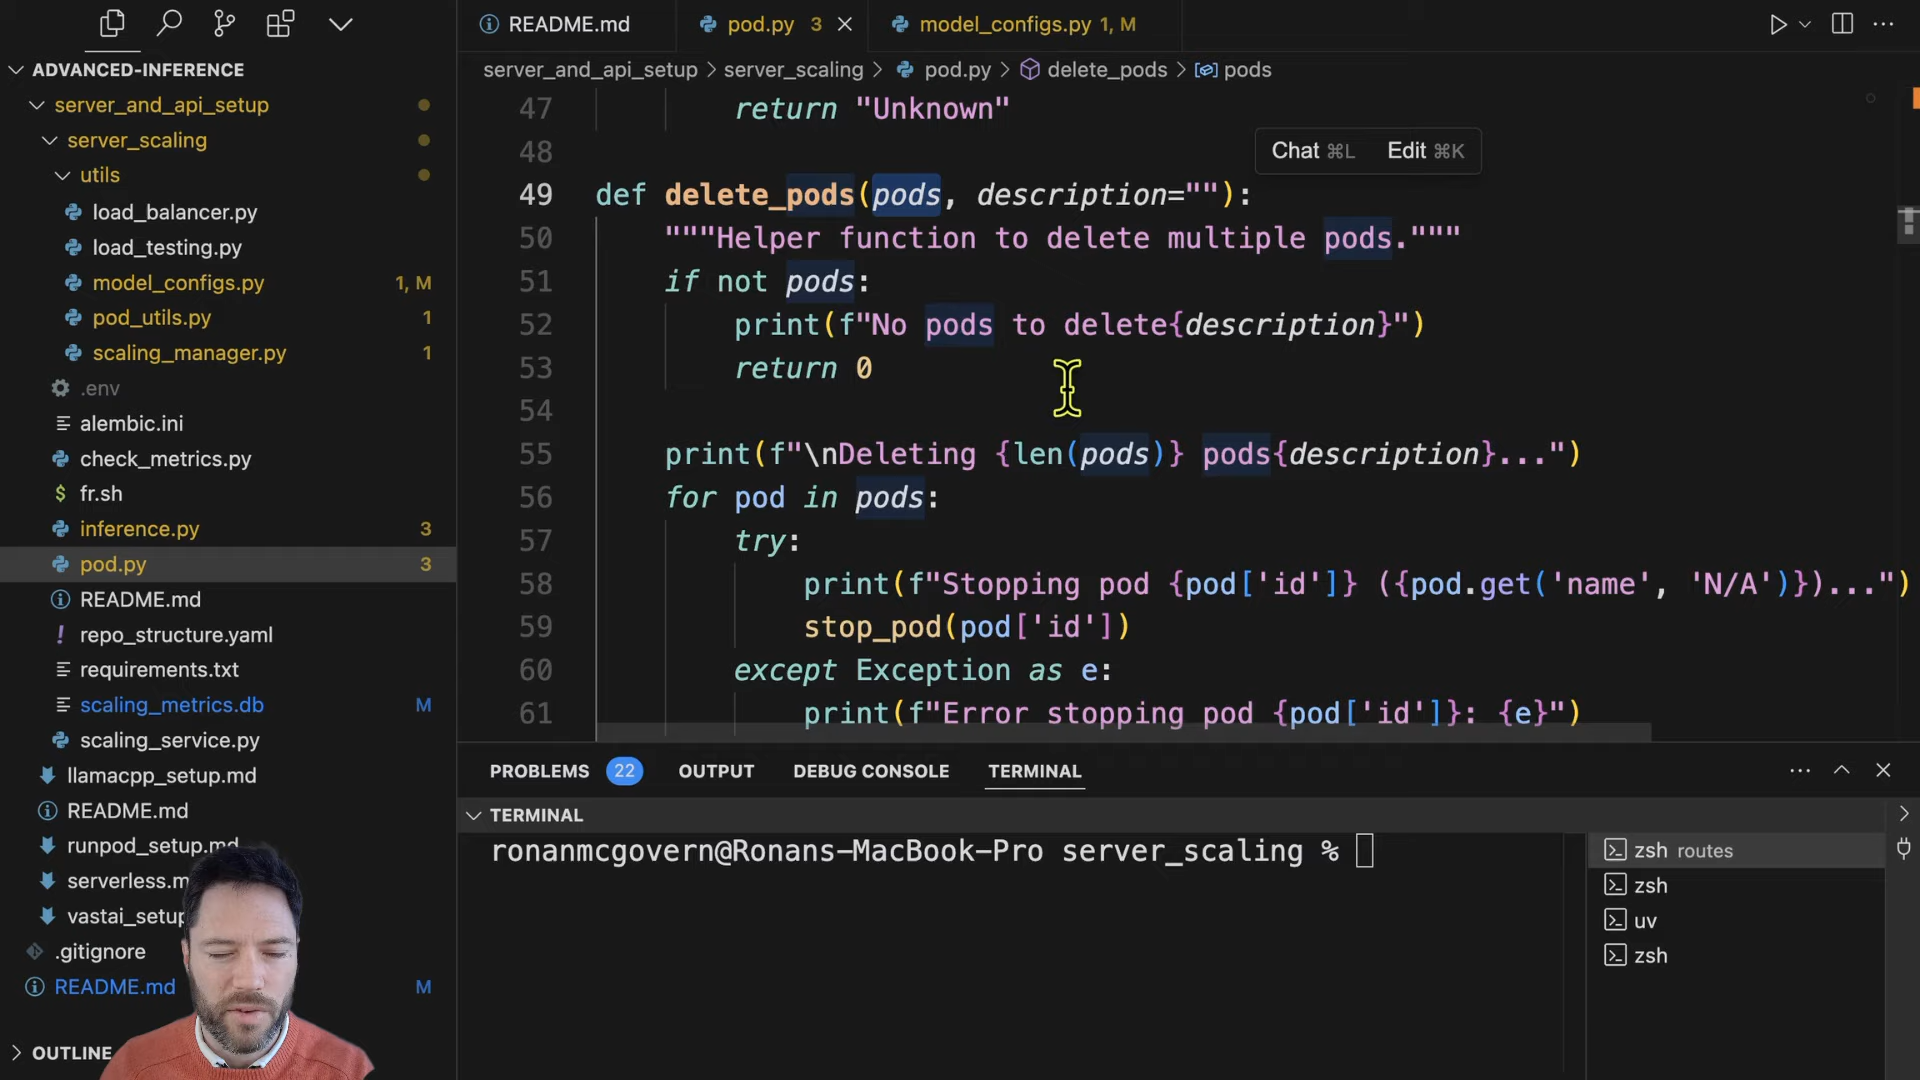 README.md
pod.py 3
model_configs.py 1, M
ADVANCED-INFERENCE
server_and_api_setup
server_scaling
utils
load_balancer.py
load_testing.py
model_configs.py 1, M
pod_utils.py 1
scaling_manager.py 1
.env
alembic.ini
check_metrics.py
$ fr.sh
inference.py 3
pod.py 3
README.md
! repo_structure.yaml
requirements.txt
scaling_metrics.db M
scaling_service.py
llamacpp_setup.md
README.md
runpod_setup.md
serverless.m
vastai_setup
.gitignore
README.md M
OUTLINE
server_and_api_setup > server_scaling > pod.py > delete_pods > pods
Chat ⌘L Edit ⌘K
47 return "Unknown"
48
49 def delete_pods(pods, description=""):
50 """Helper function to delete multiple pods."""
51 if not pods:
52 print(f"No pods to delete{description}")
53 return 0
54
55 print(f"\nDeleting {len(pods)} pods{description}...")
56 for pod in pods:
57 try:
58 print(f"Stopping pod {pod['id']} ({pod.get('name', 'N/A')})...")
59 stop_pod(pod['id'])
60 except Exception as e:
61 print(f"Error stopping pod {pod['id']}: {e}")
PROBLEMS 22 OUTPUT DEBUG CONSOLE TERMINAL
TERMINAL
ronanmcgovern@Ronans-MacBook-Pro server_scaling %
zsh routes
zsh
uv
zsh